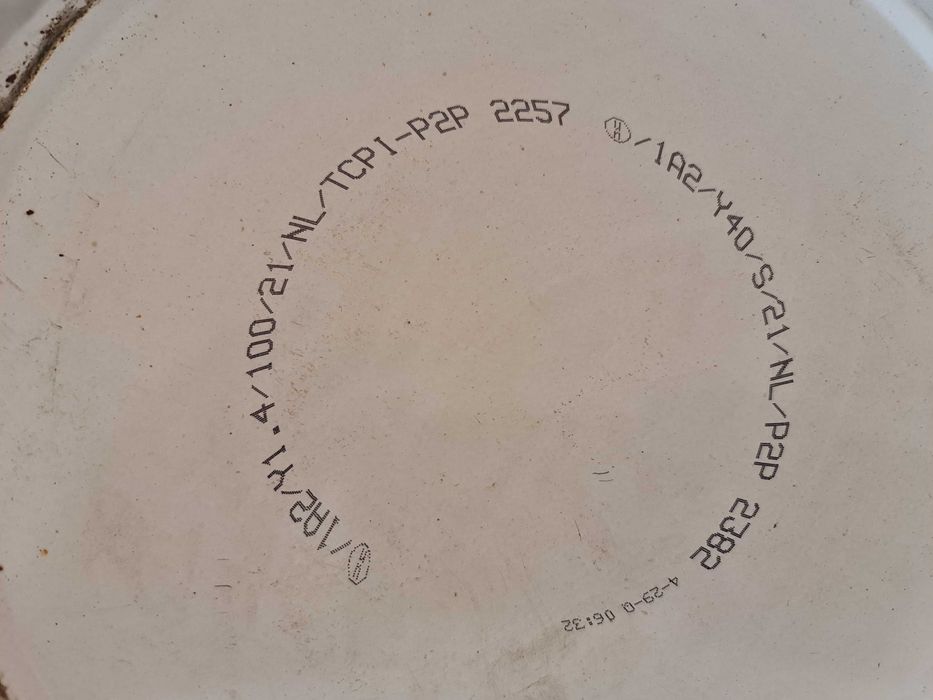 /1A2/Y1.4/100/21/NL/TCPI-P2P 2257
/1A2/Y40/S/21/NL/P2P 2382
4-29-Q 06:32